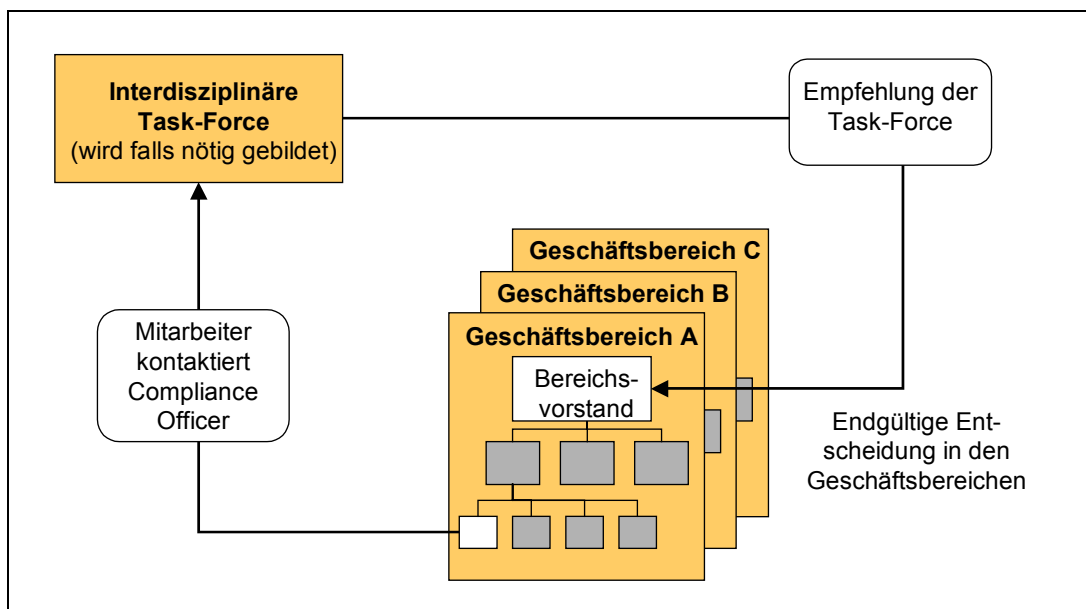 Interdisziplinäre
Task-Force
(wird falls nötig gebildet)
Empfehlung der
Task-Force
Geschäftsbereich C
Geschäftsbereich B
Geschäftsbereich A
Bereichs-
vorstand
Mitarbeiter
kontaktiert
Compliance
Officer
Endgültige Ent-
scheidung in den
Geschäftsbereichen